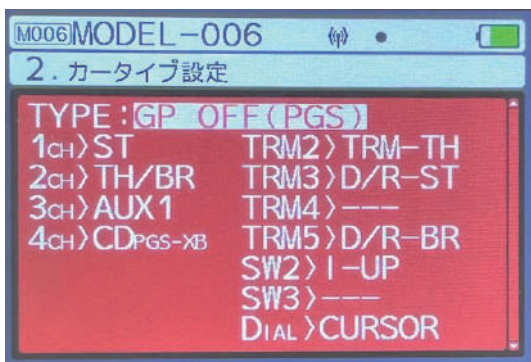 M006 MODEL-006
2.カータイプ設定
TYPE:GP OFF(PGS)
1CH〉ST TRM2〉TRM-TH
2CH〉TH/BR TRM3〉D/R-ST
3CH〉AUX1 TRM4〉---
4CH〉CDPGS-XB TRM5〉D/R-BR
SW2〉I-UP
SW3〉---
DIAL〉CURSOR